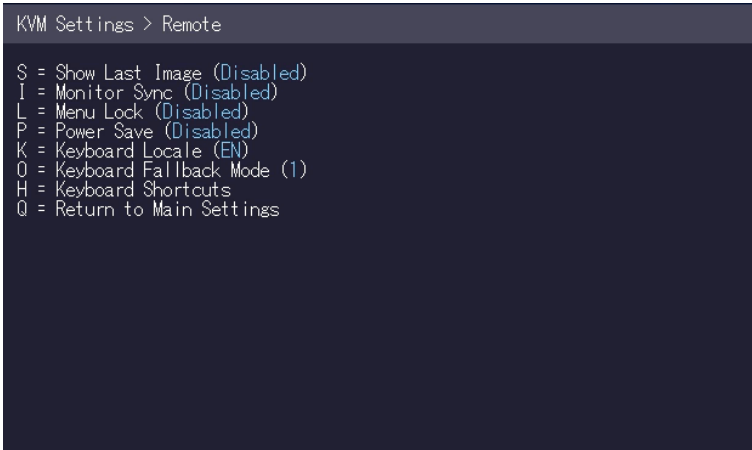 KVM Settings > Remote
S = Show Last Image (Disabled)
I = Monitor Sync (Disabled)
L = Menu Lock (Disabled)
P = Power Save (Disabled)
K = Keyboard Locale (EN)
O = Keyboard Fallback Mode (1)
H = Keyboard Shortcuts
Q = Return to Main Settings